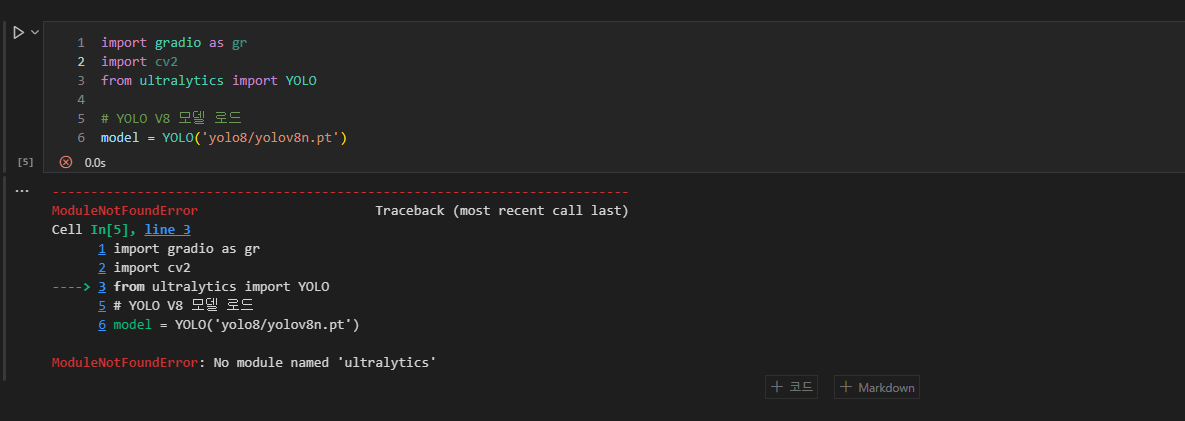 1 import gradio as gr
2 import cv2
3 from ultralytics import YOLO
4
5 # YOLO V8 모델 로드
6 model = YOLO('yolo8/yolov8n.pt')
[5] 0.0s
... ---------------------------------------------------------------------------
ModuleNotFoundError Traceback (most recent call last)
Cell In[5], line 3
1 import gradio as gr
2 import cv2
----> 3 from ultralytics import YOLO
5 # YOLO V8 모델 로드
6 model = YOLO('yolo8/yolov8n.pt')
ModuleNotFoundError: No module named 'ultralytics'
+ 코드 + Markdown